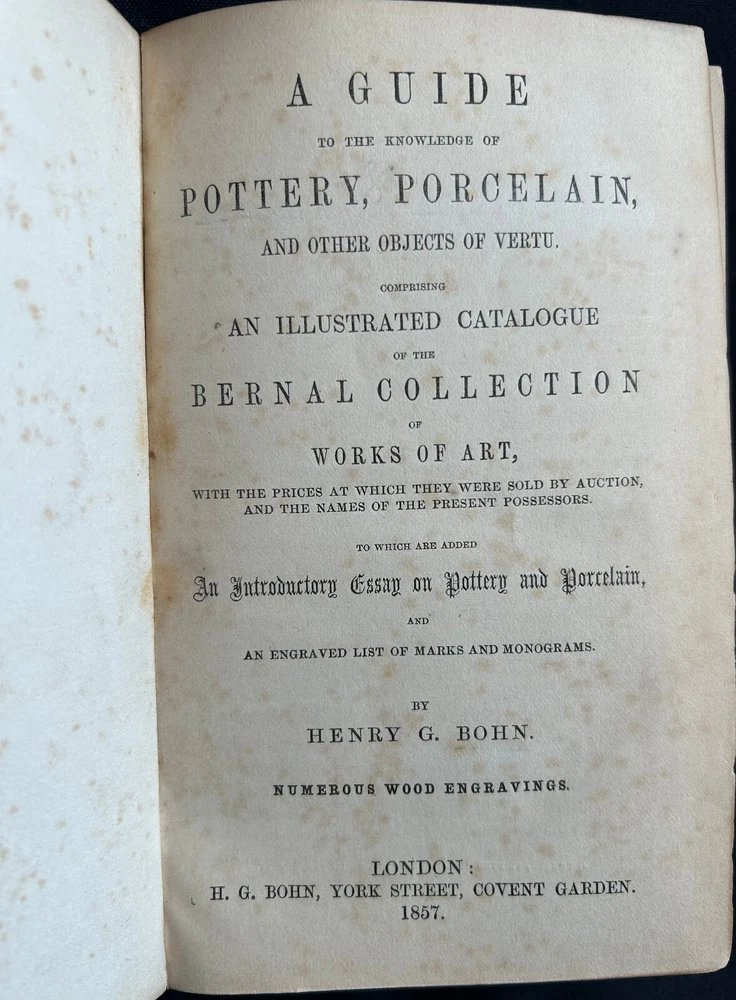 A GUIDE
TO THE KNOWLEDGE OF
POTTERY, PORCELAIN,
AND OTHER OBJECTS OF VERTU.
COMPRISING
AN ILLUSTRATED CATALOGUE
OF THE
BERNAL COLLECTION
OF
WORKS OF ART,
WITH THE PRICES AT WHICH THEY WERE SOLD BY AUCTION,
AND THE NAMES OF THE PRESENT POSSESSORS.
TO WHICH ARE ADDED
An Introductory Essay on Pottery and Porcelain,
AND
AN ENGRAVED LIST OF MARKS AND MONOGRAMS.
BY
HENRY G. BOHN.
NUMEROUS WOOD ENGRAVINGS.
LONDON:
H. G. BOHN, YORK STREET, COVENT GARDEN.
1857.